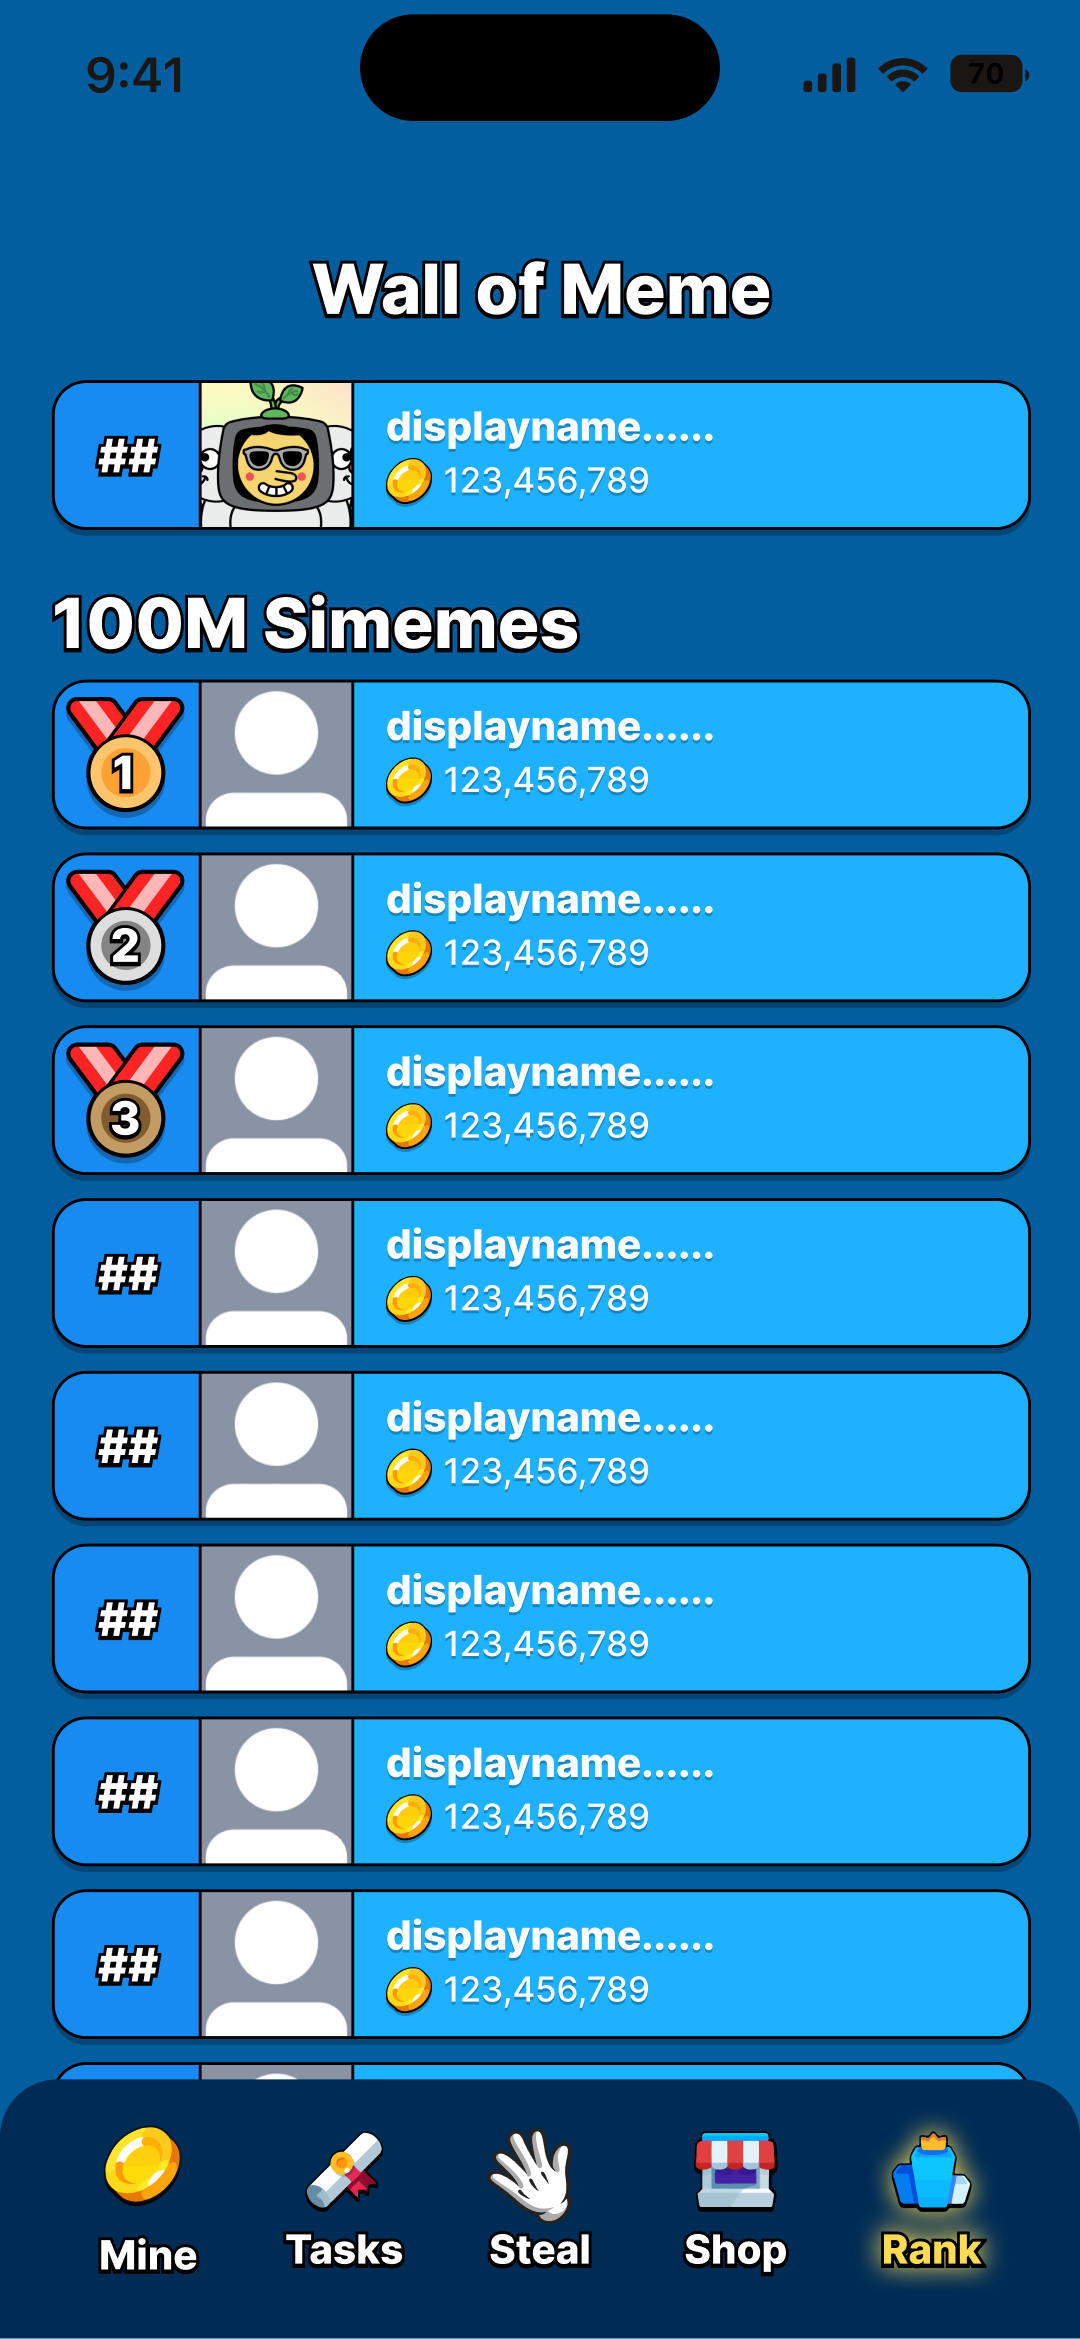 9:41
70
Wall of Meme
##
displayname......
123,456,789
100M Simemes
1
displayname......
123,456,789
2
displayname......
123,456,789
3
displayname......
123,456,789
##
displayname......
123,456,789
##
displayname......
123,456,789
##
displayname......
123,456,789
##
displayname......
123,456,789
##
displayname......
123,456,789
Mine
Tasks
Steal
Shop
Rank